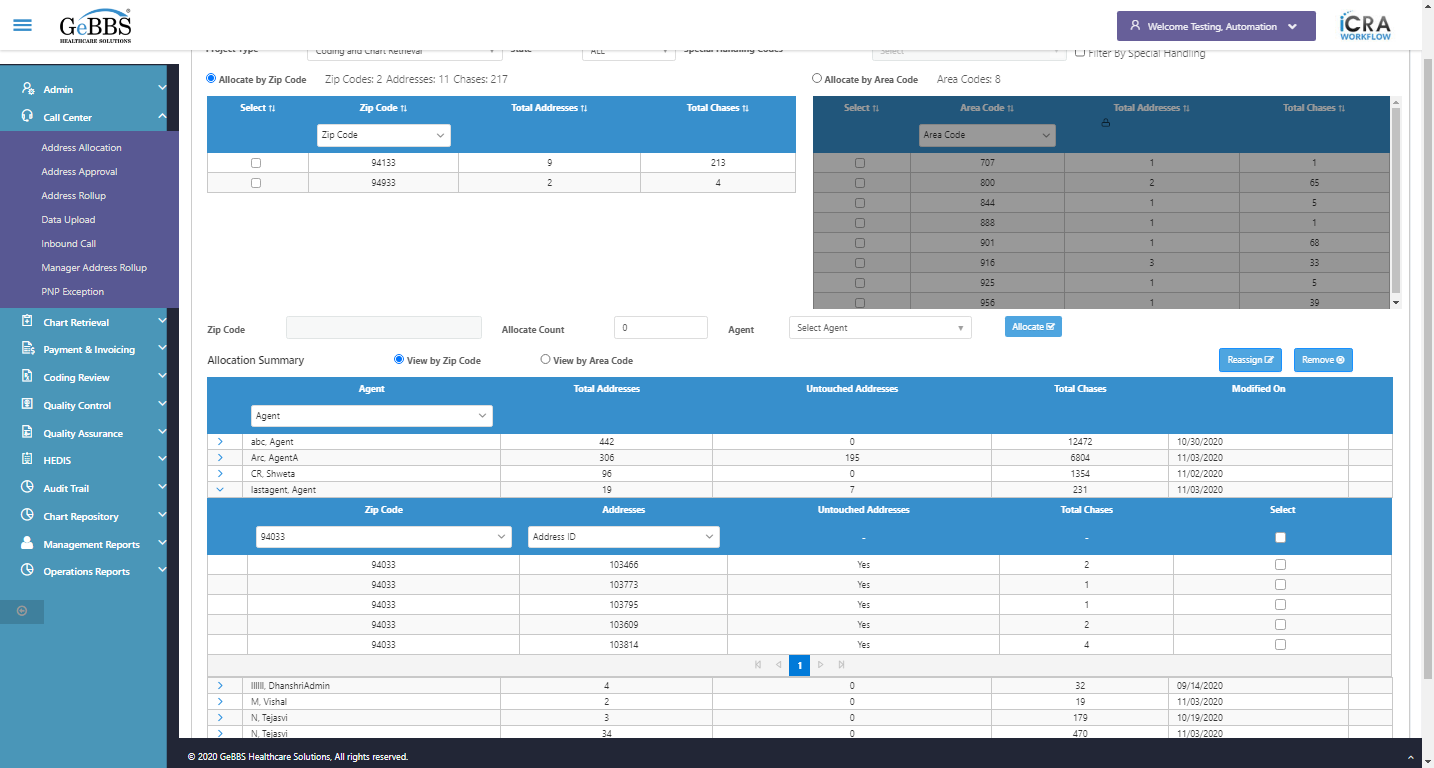 GeBBS
HEALTHCARE SOLUTIONS
Welcome Testing, Automation
iCRA
WORKFLOW
Project Type Coding and Chart Retrieval State ALL Special Handling Codes Select Filter By Special Handling
Admin
Call Center
Address Allocation
Address Approval
Address Rollup
Data Upload
Inbound Call
Manager Address Rollup
PNP Exception
Chart Retrieval
Payment & Invoicing
Coding Review
Quality Control
Quality Assurance
HEDIS
Audit Trail
Chart Repository
Management Reports
Operations Reports
Allocate by Zip Code Zip Codes: 2 Addresses: 11 Chases: 217
Select Zip Code Total Addresses Total Chases
Zip Code
94133 9 213
94933 2 4
Allocate by Area Code Area Codes: 8
Select Area Code Total Addresses Total Chases
Area Code
707 1 1
800 2 65
844 1 5
888 1 1
901 1 68
916 3 33
925 1 5
956 1 39
Zip Code Allocate Count 0 Agent Select Agent Allocate
Allocation Summary View by Zip Code View by Area Code Reassign Remove
Agent Total Addresses Untouched Addresses Total Chases Modified On
Agent
abc, Agent 442 0 12472 10/30/2020
Arc, AgentA 306 195 6804 11/03/2020
CR, Shweta 96 0 1354 11/02/2020
lastagent, Agent 19 7 231 11/03/2020
Zip Code Addresses Untouched Addresses Total Chases Select
94033 Address ID - -
94033 103466 Yes 2
94033 103773 Yes 1
94033 103795 Yes 1
94033 103609 Yes 2
94033 103814 Yes 4
1
llllll, DhanshriAdmin 4 0 32 09/14/2020
M, Vishal 2 0 19 11/03/2020
N, Tejasvi 3 0 179 10/19/2020
N, Tejasvi 34 0 470 11/03/2020
© 2020 GeBBS Healthcare Solutions, All rights reserved.